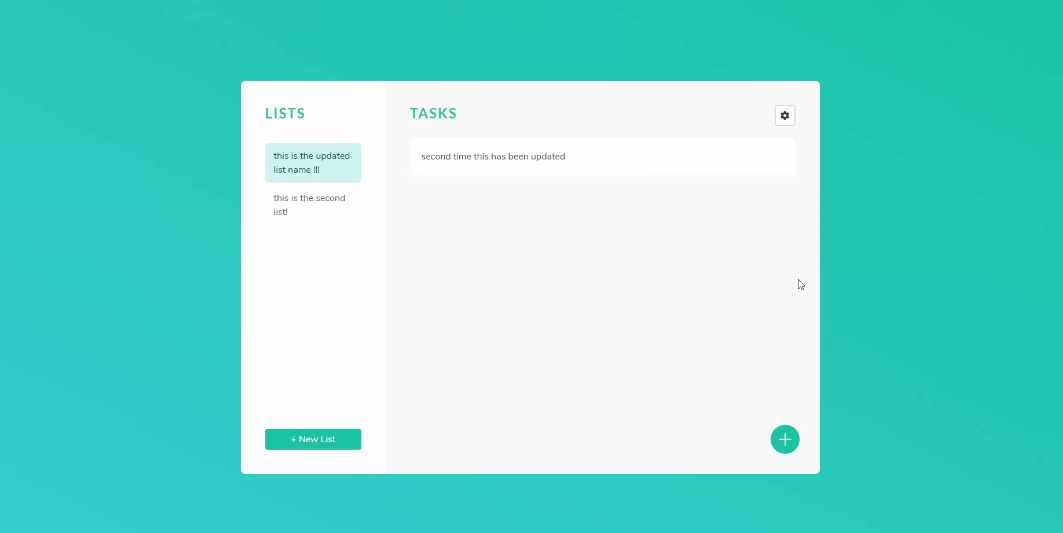 LISTS
this is the updated
list name !!!
this is the second
list!
+ New List
TASKS
second time this has been updated